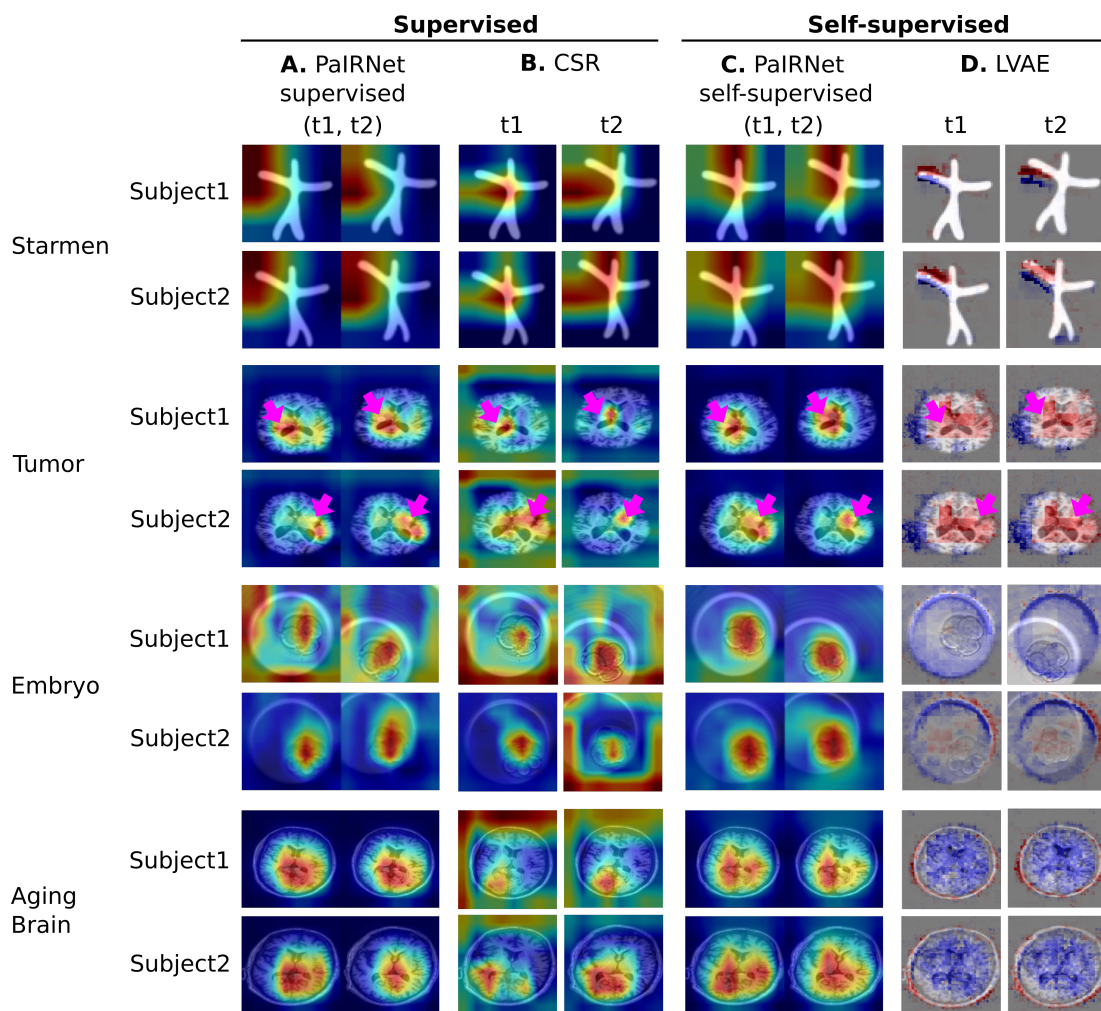 Supervised
Self-supervised
A. PaIRNet
supervised
(t1, t2)
B. CSR
t1
t2
C. PaIRNet
self-supervised
(t1, t2)
D. LVAE
t1
t2
Starmen
Subject1
Subject2
Tumor
Subject1
Subject2
Embryo
Subject1
Subject2
Aging
Brain
Subject1
Subject2